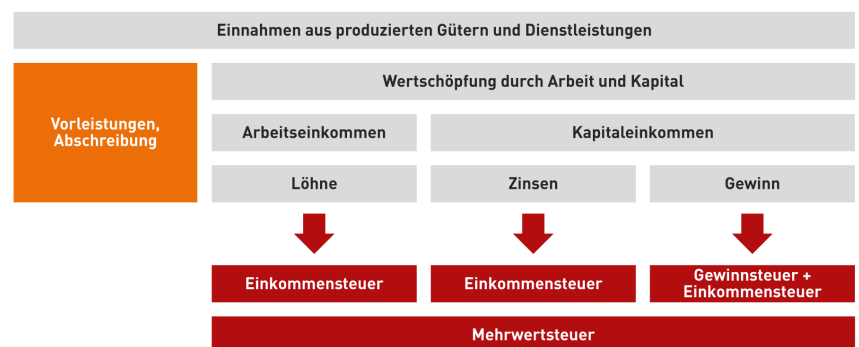 Einnahmen aus produzierten Gütern und Dienstleistungen
Vorleistungen,
Abschreibung
Wertschöpfung durch Arbeit und Kapital
Arbeitseinkommen
Kapitaleinkommen
Löhne
Zinsen
Gewinn
Einkommensteuer
Einkommensteuer
Gewinnsteuer +
Einkommensteuer
Mehrwertsteuer